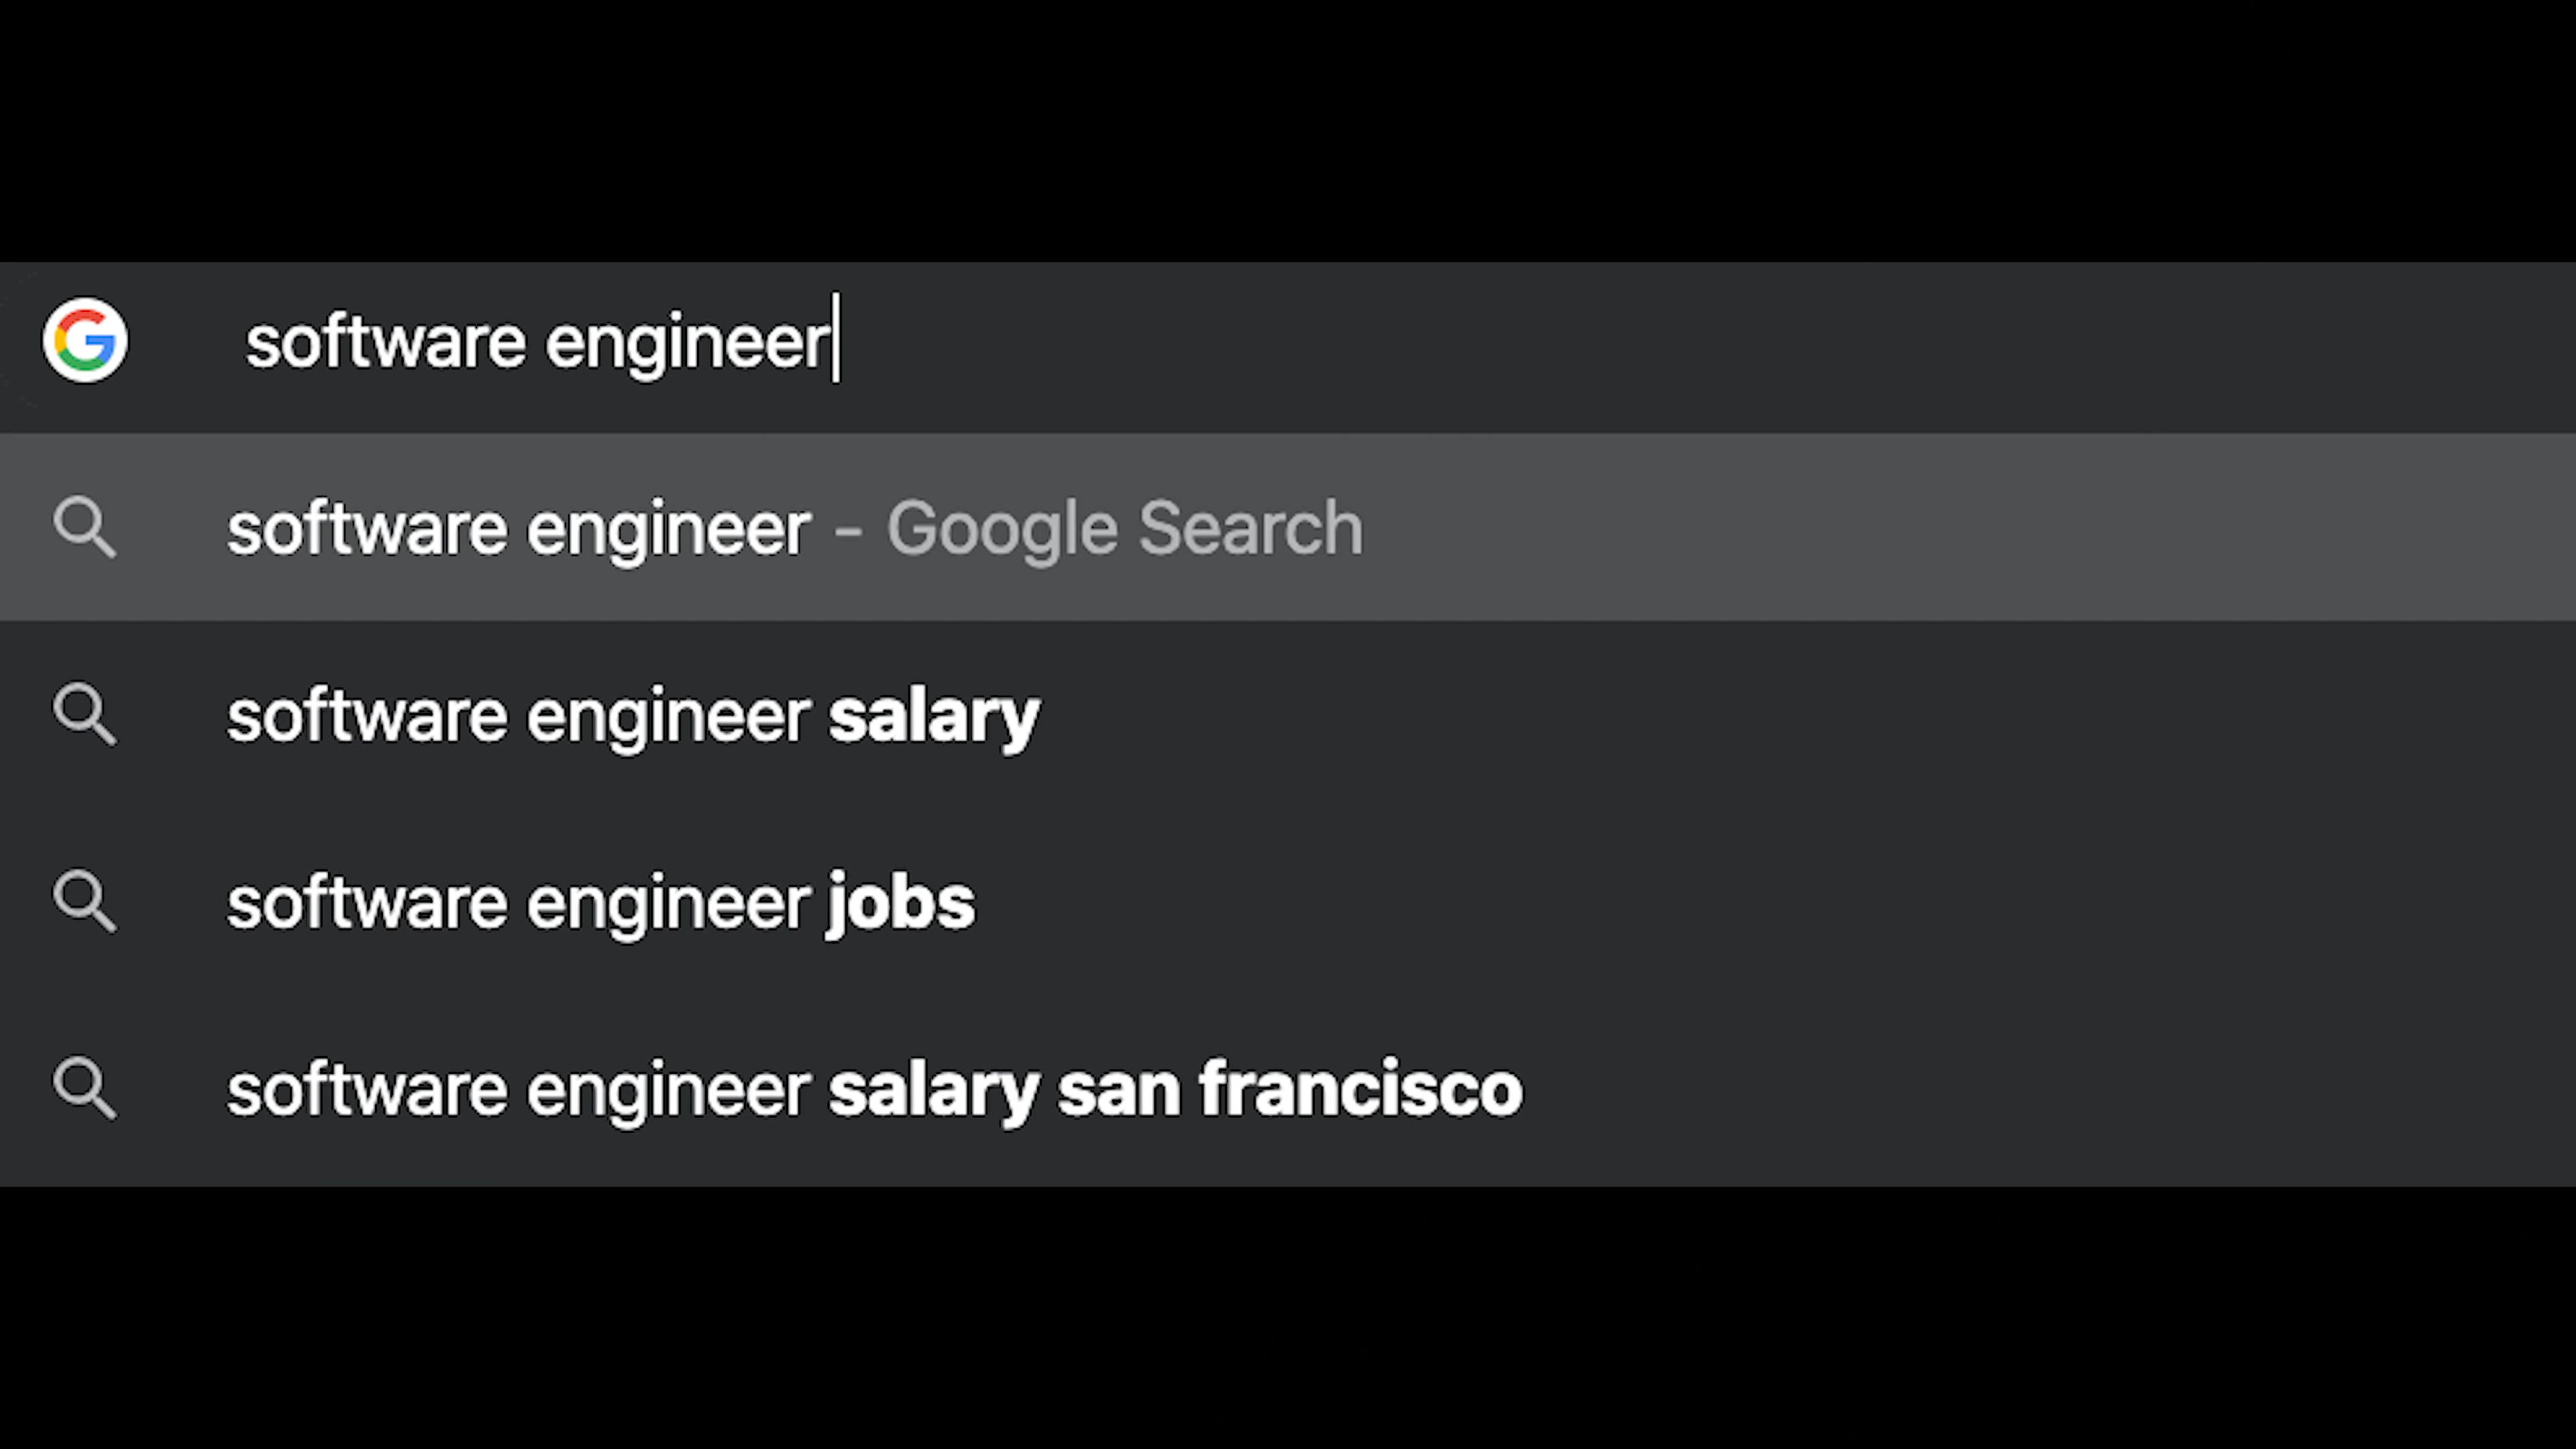 software engineer
software engineer - Google Search
software engineer salary
software engineer jobs
software engineer salary san francisco